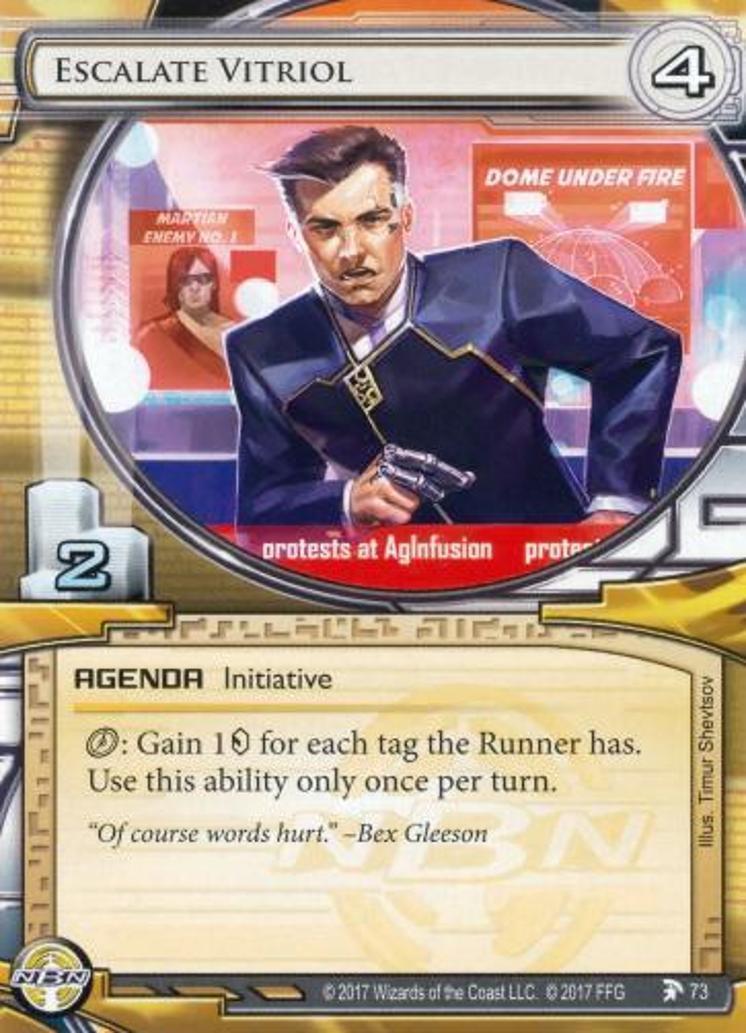 ESCALATE VITRIOL
4
MARTIAN
ENEMY NO. 1
DOME UNDER FIRE
protests at AgInfusion protes
2
AGENDA Initiative
: Gain 1 for each tag the Runner has.
Use this ability only once per turn.
“Of course words hurt.” –Bex Gleeson
NBN
Illus. Timur Shevtsov
NBN
© 2017 Wizards of the Coast LLC. © 2017 FFG 73